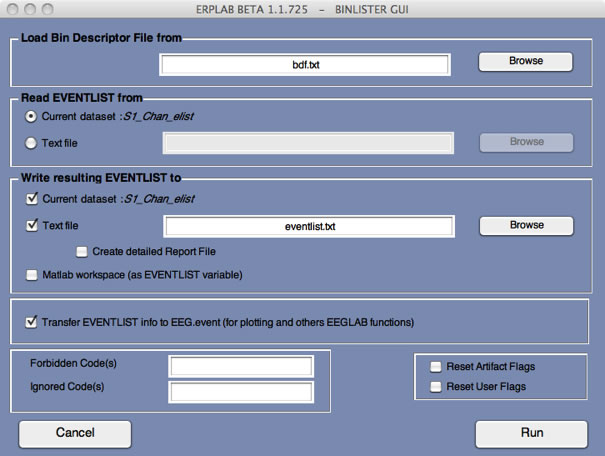 ERPLAB BETA 1.1.725 - BINLISTER GUI
Load Bin Descriptor File from
bdf.txt
Browse
Read EVENTLIST from
Current dataset :S1_Chan_elist
Text file
Browse
Write resulting EVENTLIST to
Current dataset :S1_Chan_elist
Text file
eventlist.txt
Browse
Create detailed Report File
Matlab workspace (as EVENTLIST variable)
Transfer EVENTLIST info to EEG.event (for plotting and others EEGLAB functions)
Forbidden Code(s)
Ignored Code(s)
Reset Artifact Flags
Reset User Flags
Cancel
Run